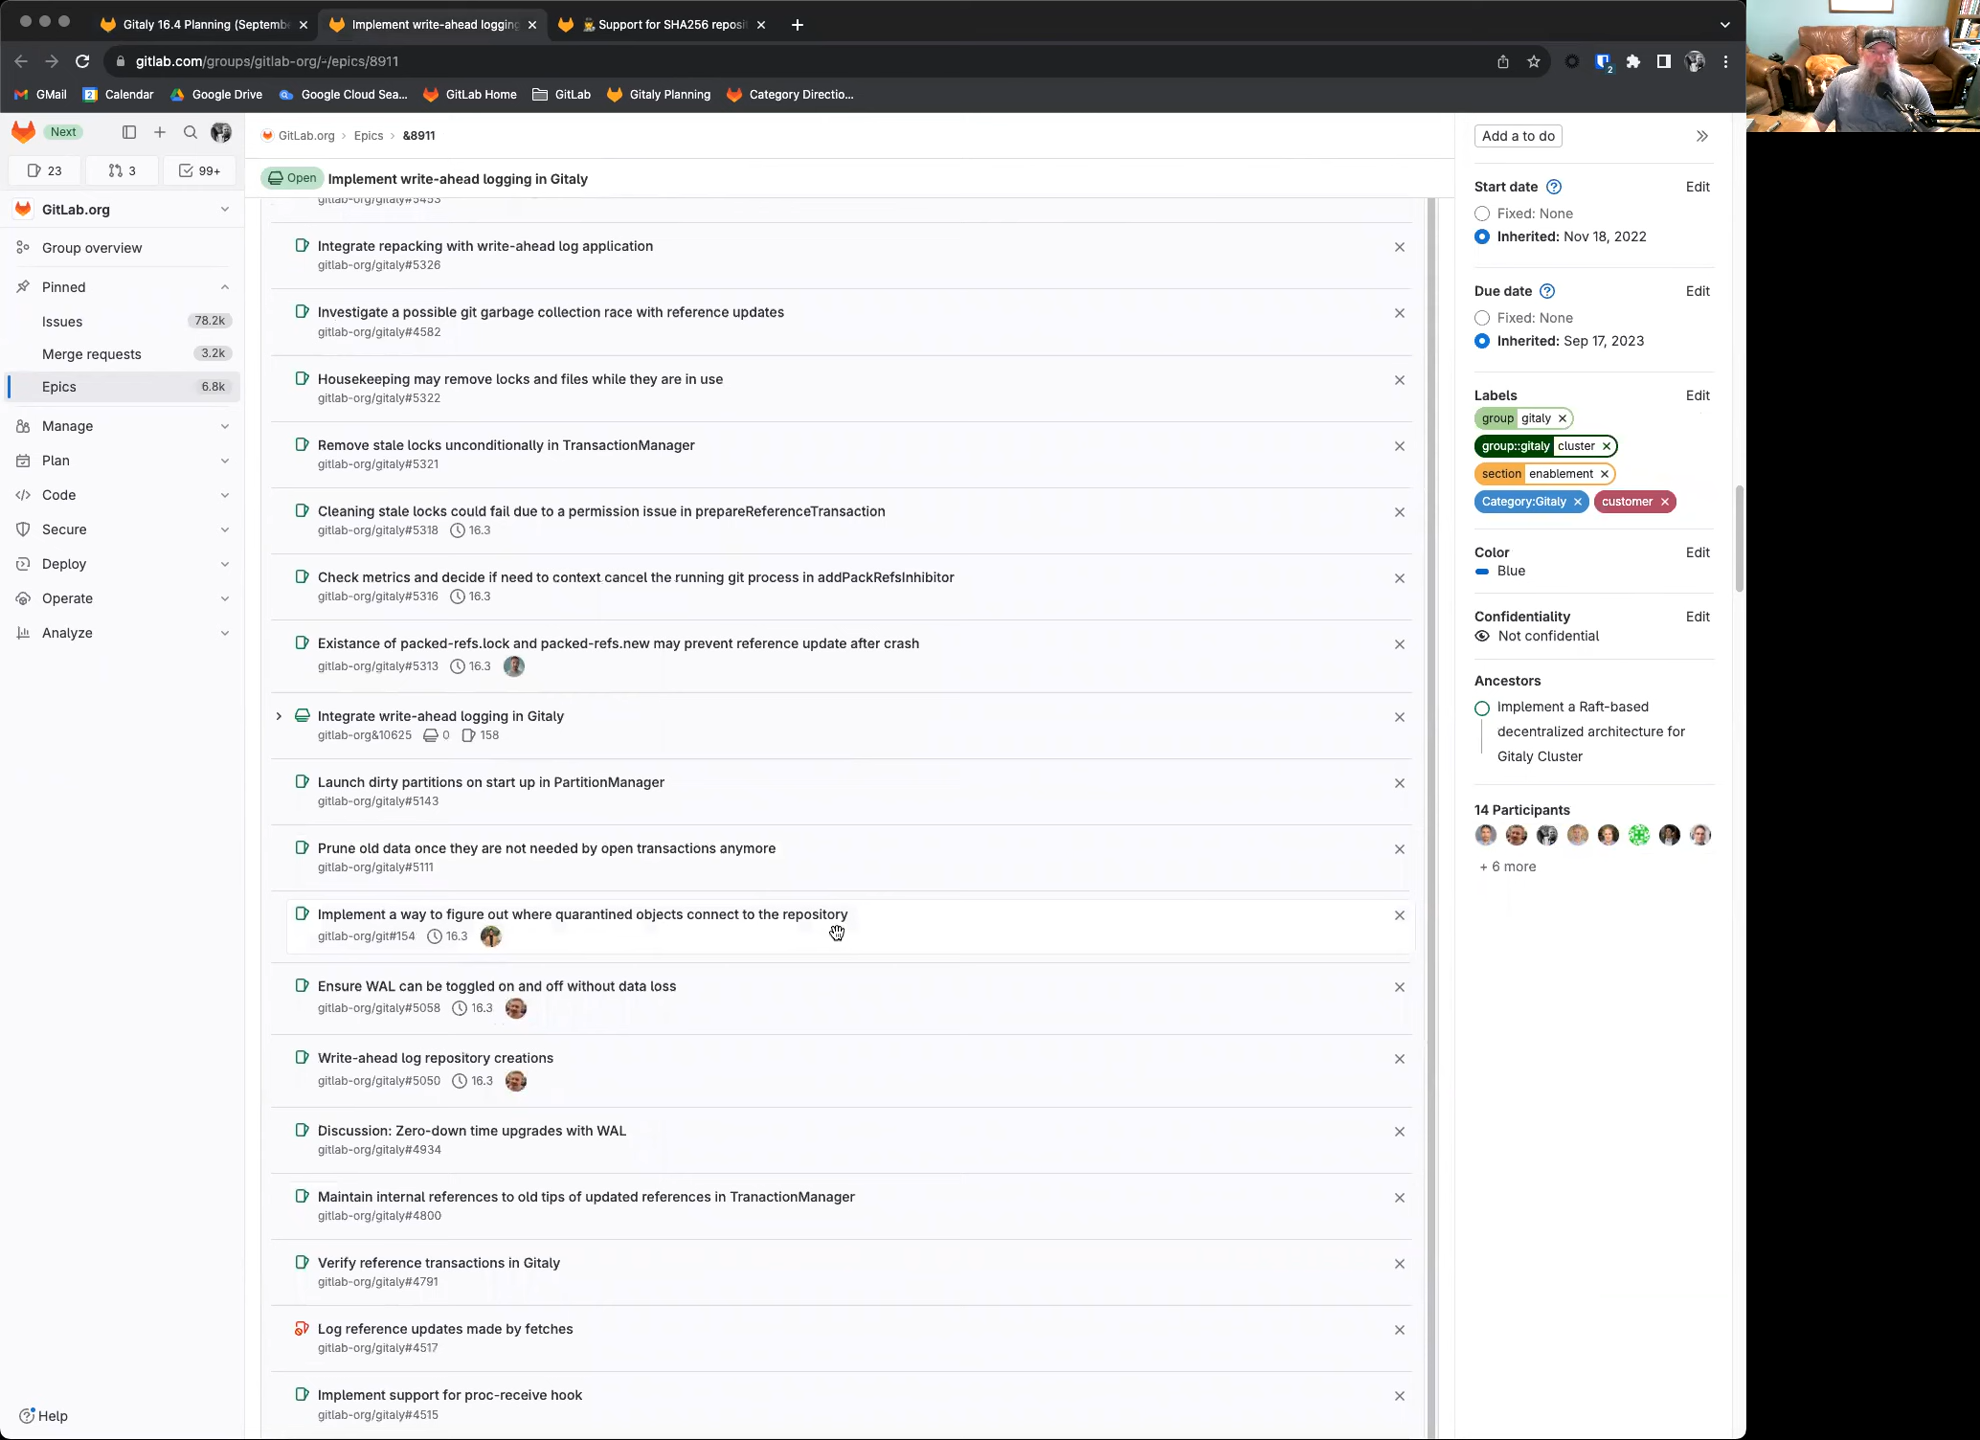 Gitaly 16.4 Planning (Septemb
Implement write-ahead logging
Support for SHA256 reposi
gitlab.com/groups/gitlab-org/-/epics/8911
GMail
Calendar
Google Drive
Google Cloud Sea...
GitLab Home
GitLab
Gitaly Planning
Category Directio...
Next
23
3
99+
GitLab.org
Group overview
Pinned
Issues 78.2k
Merge requests 3.2k
Epics 6.8k
Manage
Plan
Code
Secure
Deploy
Operate
Analyze
Help
GitLab.org › Epics › &8911
Open Implement write-ahead logging in Gitaly
gitlab-org/gitaly#5453
Integrate repacking with write-ahead log application
gitlab-org/gitaly#5326
Investigate a possible git garbage collection race with reference updates
gitlab-org/gitaly#4582
Housekeeping may remove locks and files while they are in use
gitlab-org/gitaly#5322
Remove stale locks unconditionally in TransactionManager
gitlab-org/gitaly#5321
Cleaning stale locks could fail due to a permission issue in prepareReferenceTransaction
gitlab-org/gitaly#5318 16.3
Check metrics and decide if need to context cancel the running git process in addPackRefsInhibitor
gitlab-org/gitaly#5316 16.3
Existance of packed-refs.lock and packed-refs.new may prevent reference update after crash
gitlab-org/gitaly#5313 16.3
Integrate write-ahead logging in Gitaly
gitlab-org&10625 0 158
Launch dirty partitions on start up in PartitionManager
gitlab-org/gitaly#5143
Prune old data once they are not needed by open transactions anymore
gitlab-org/gitaly#5111
Implement a way to figure out where quarantined objects connect to the repository
gitlab-org/git#154 16.3
Ensure WAL can be toggled on and off without data loss
gitlab-org/gitaly#5058 16.3
Write-ahead log repository creations
gitlab-org/gitaly#5050 16.3
Discussion: Zero-down time upgrades with WAL
gitlab-org/gitaly#4934
Maintain internal references to old tips of updated references in TranactionManager
gitlab-org/gitaly#4800
Verify reference transactions in Gitaly
gitlab-org/gitaly#4791
Log reference updates made by fetches
gitlab-org/gitaly#4517
Implement support for proc-receive hook
gitlab-org/gitaly#4515
Add a to do
Start date Edit
Fixed: None
Inherited: Nov 18, 2022
Due date Edit
Fixed: None
Inherited: Sep 17, 2023
Labels Edit
group gitaly
group::gitaly cluster
section enablement
Category:Gitaly customer
Color Edit
Blue
Confidentiality Edit
Not confidential
Ancestors
Implement a Raft-based
decentralized architecture for
Gitaly Cluster
14 Participants
+ 6 more